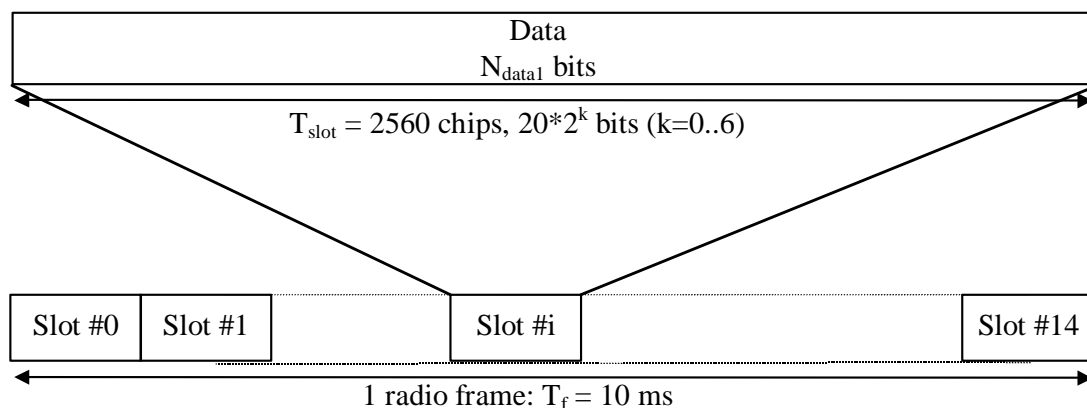 Data
N_data1 bits
T_slot = 2560 chips, 20*2^k bits (k=0..6)
Slot #0 Slot #1 Slot #i Slot #14
1 radio frame: T_f = 10 ms